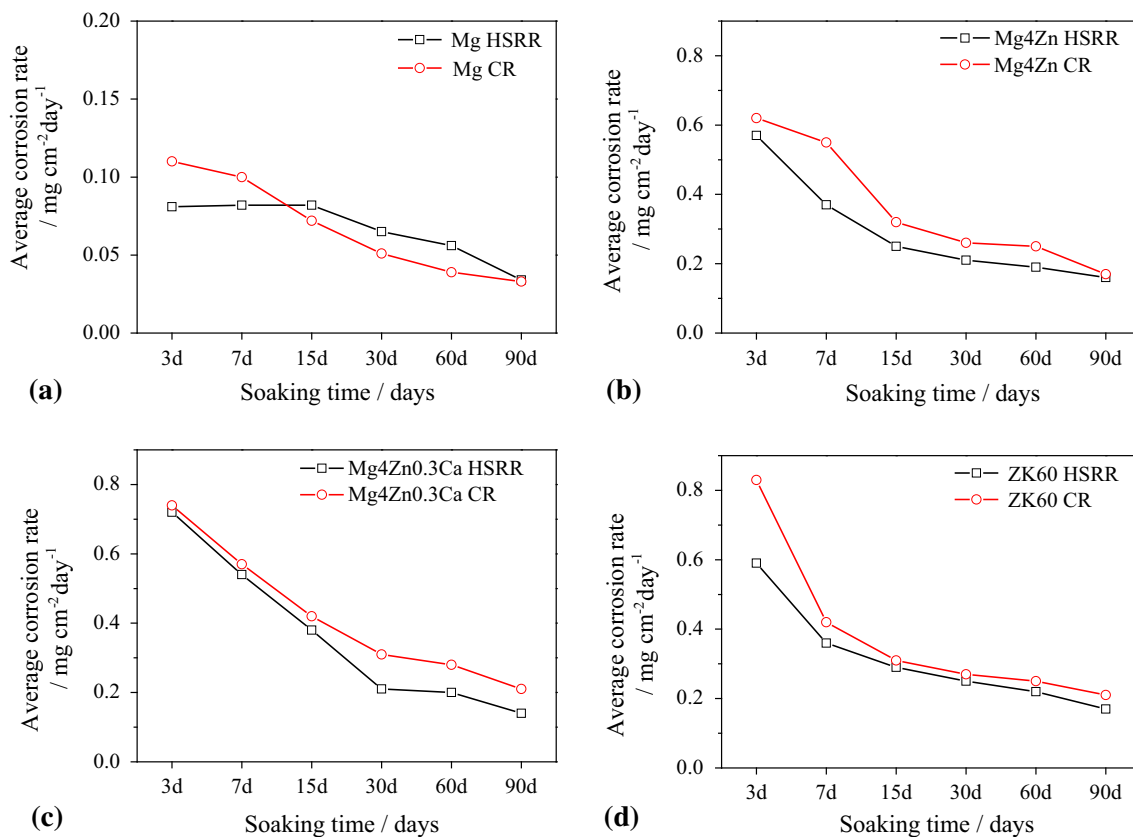 Mg HSRR
Mg CR
0.20
0.15
0.10
0.05
0.00
Average corrosion rate
/ mg cm-2day-1
3d 7d 15d 30d 60d 90d
(a) Soaking time / days
Mg4Zn HSRR
Mg4Zn CR
0.8
0.6
0.4
0.2
0.0
Average corrosion rate
/ mg cm-2day-1
3d 7d 15d 30d 60d 90d
(b) Soaking time / days
Mg4Zn0.3Ca HSRR
Mg4Zn0.3Ca CR
0.8
0.6
0.4
0.2
0.0
Average corrosion rate
/ mg cm-2day-1
3d 7d 15d 30d 60d 90d
(c) Soaking time / days
ZK60 HSRR
ZK60 CR
0.8
0.6
0.4
0.2
0.0
Average corrosion rate
/ mg cm-2day-1
3d 7d 15d 30d 60d 90d
(d) Soaking time / days